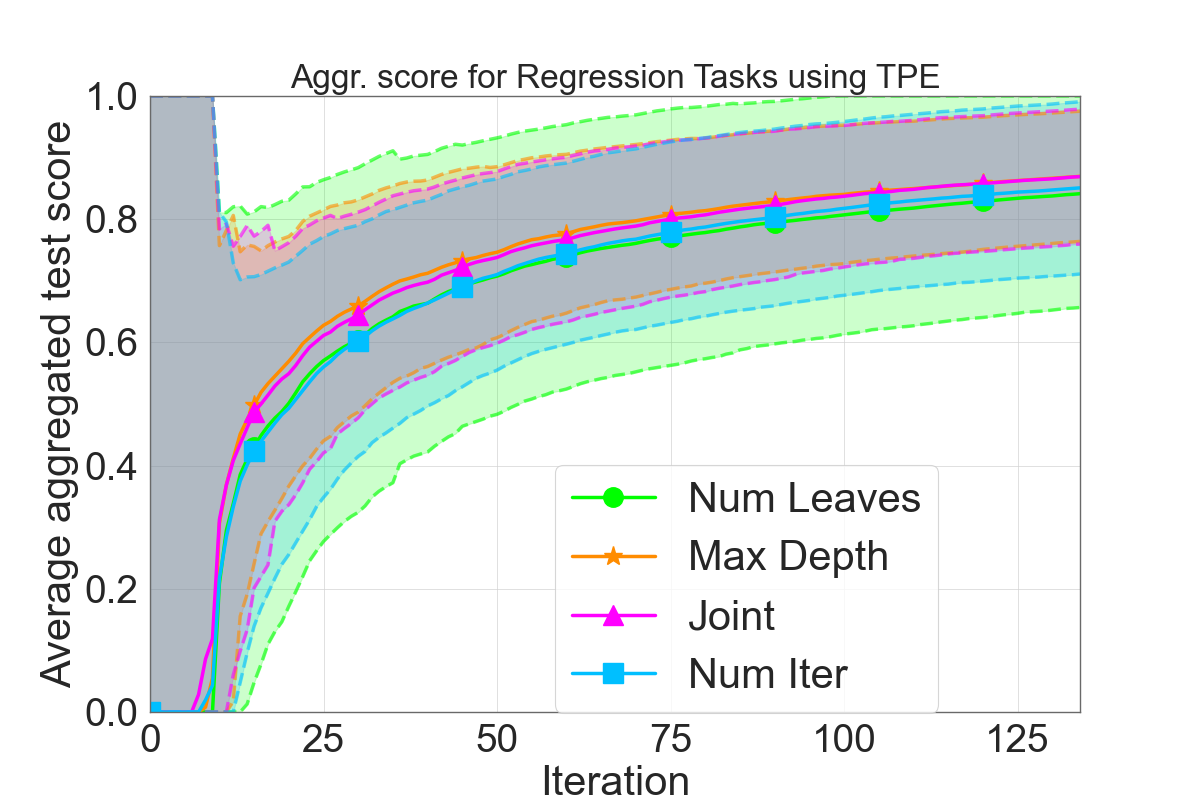 Aggr. score for Regression Tasks using TPE
Average aggregated test score
1.0
0.8
0.6
0.4
0.2
0.0
Num Leaves
Max Depth
Joint
Num Iter
0 25 50 75 100 125
Iteration